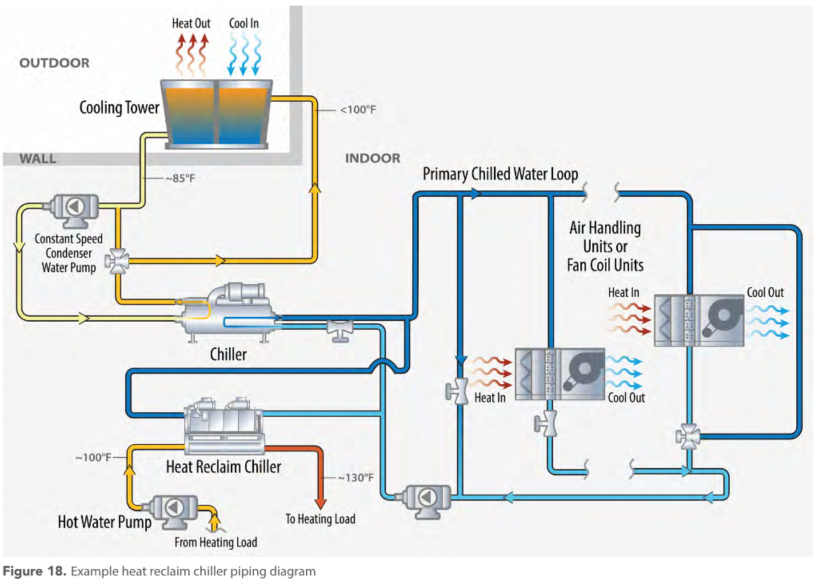 Heat Out
Cool In
OUTDOOR
Cooling Tower
<100°F
WALL
INDOOR
~85°F
Primary Chilled Water Loop
Constant Speed
Condenser
Water Pump
Air Handling
Units or
Fan Coil Units
Heat In
Cool Out
Chiller
Heat In
Cool Out
~100°F
Heat Reclaim Chiller
~130°F
Hot Water Pump
To Heating Load
From Heating Load
Figure 18. Example heat reclaim chiller piping diagram